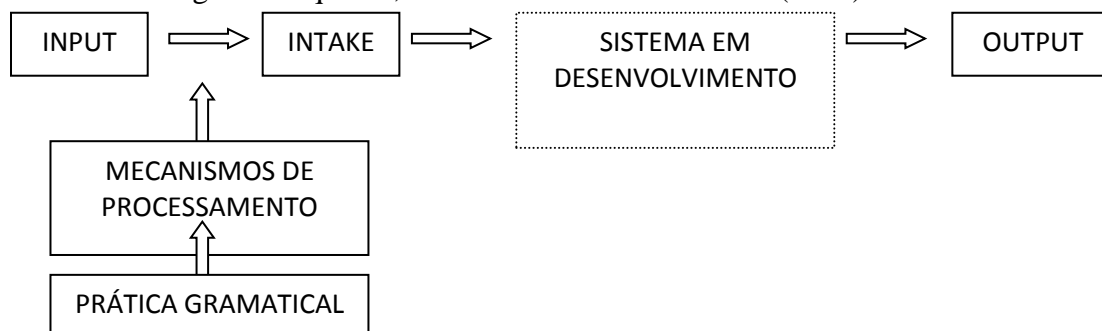 INPUT
INTAKE
SISTEMA EM
DESENVOLVIMENTO
OUTPUT
MECANISMOS DE
PROCESSAMENTO
PRÁTICA GRAMATICAL